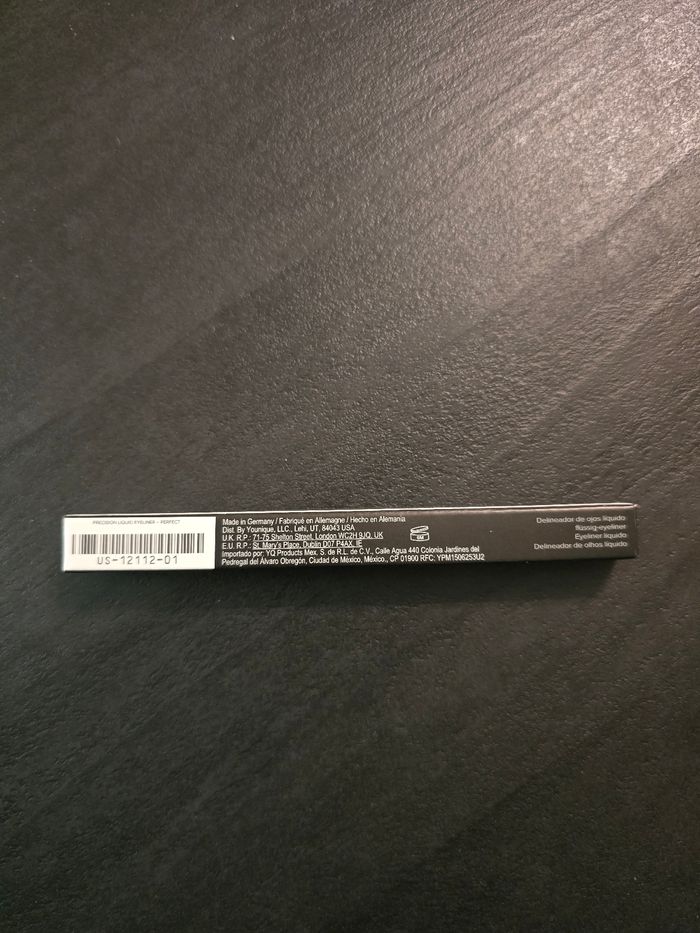 PRECISION LIQUID EYELINER - PERFECT
US-12112-01
Made in Germany / Fabriqué en Allemagne / Hecho en Alemania
Dist. By Younique, LLC., Lehi, UT, 84043 USA
U.K. R.P.: 71-75 Shelton Street, London WC2H 9JQ, UK
E.U. R.P.: St. Mary's Place, Dublin D07 P4AX, IE
Importado por: YQ Products Mex. S. de R.L. de C.V., Calle Agua 440 Colonia Jardines del
Pedregal del Álvaro Obregón, Ciudad de México, México., CP 01900 RFC: YPM1506253U2
6M
Delineador de ojos líquido
flüssig-eyeliner
Eyeliner liquido
Delineador de olhos líquido